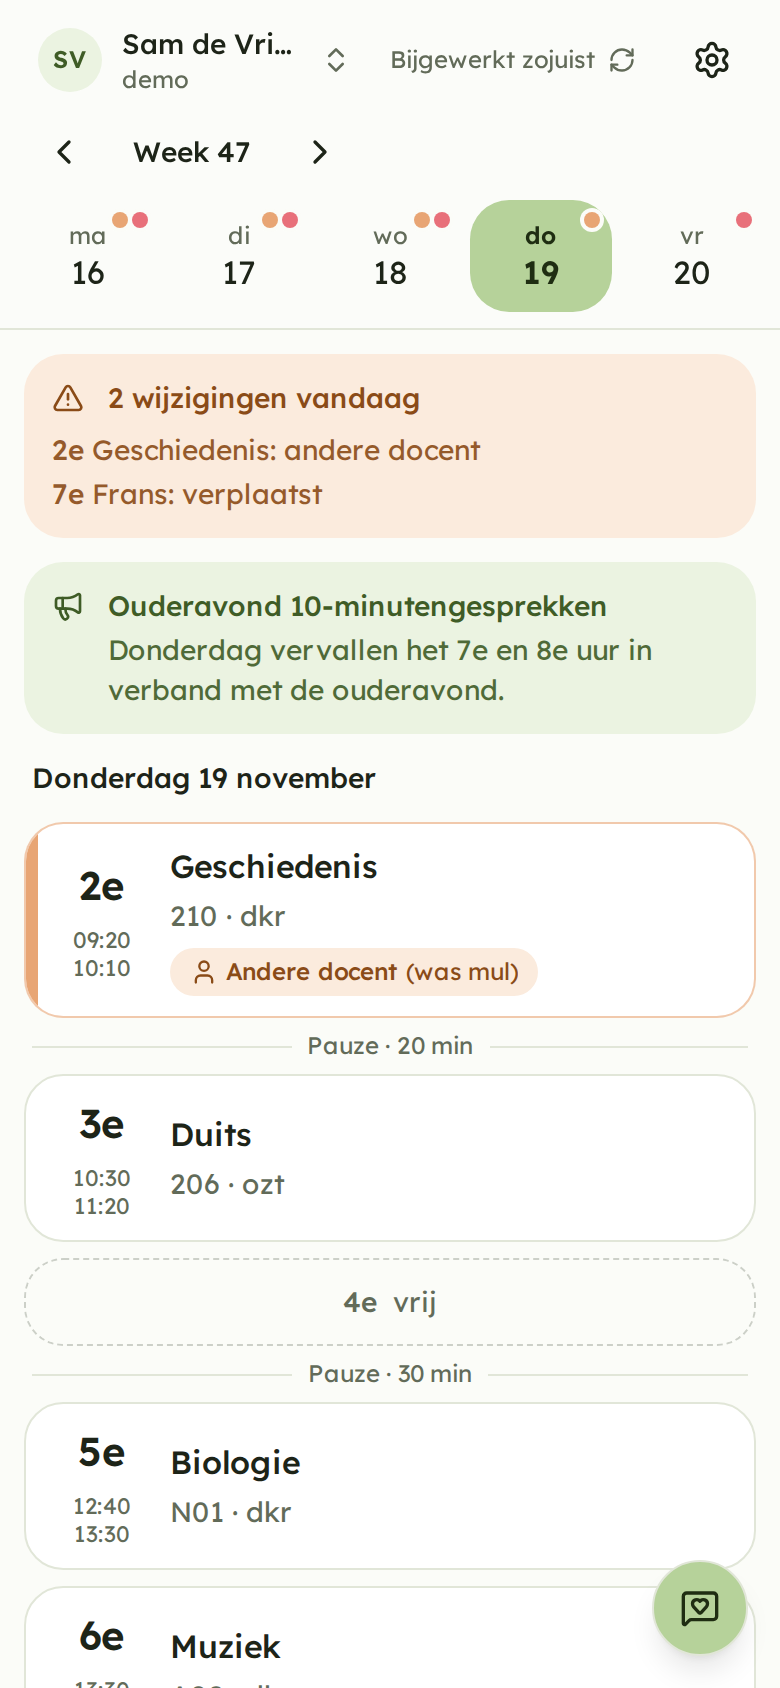 SV
Sam de Vri...
demo
Bijgewerkt zojuist
Week 47
ma
16
di
17
wo
18
do
19
vr
20
2 wijzigingen vandaag
2e Geschiedenis: andere docent
7e Frans: verplaatst
Ouderavond 10-minutengesprekken
Donderdag vervallen het 7e en 8e uur in
verband met de ouderavond.
Donderdag 19 november
2e
09:20
10:10
Geschiedenis
210 · dkr
Andere docent (was mul)
Pauze · 20 min
3e
10:30
11:20
Duits
206 · ozt
4e vrij
Pauze · 30 min
5e
12:40
13:30
Biologie
N01 · dkr
6e
Muziek